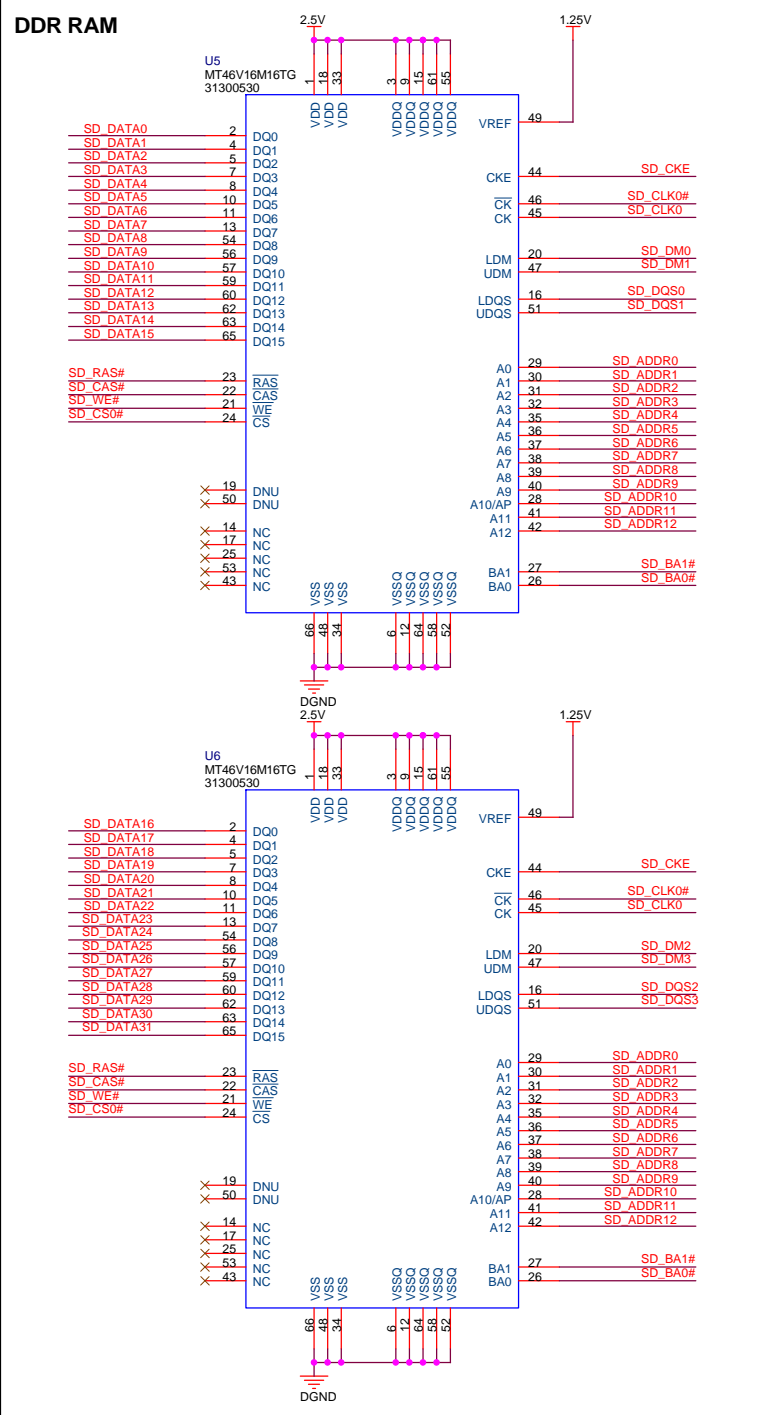 DDR RAM
2.5V
1.25V
U5
MT46V16M16TG
31300530
1 18 33 3 9 15 61 55
VDD VDD VDD VDDQ VDDQ VDDQ VDDQ VDDQ
VREF 49
SD_DATA0 2 DQ0
SD_DATA1 4 DQ1
SD_DATA2 5 DQ2
SD_DATA3 7 DQ3
SD_DATA4 8 DQ4
SD_DATA5 10 DQ5
SD_DATA6 11 DQ6
SD_DATA7 13 DQ7
SD_DATA8 54 DQ8
SD_DATA9 56 DQ9
SD_DATA10 57 DQ10
SD_DATA11 59 DQ11
SD_DATA12 60 DQ12
SD_DATA13 62 DQ13
SD_DATA14 63 DQ14
SD_DATA15 65 DQ15
SD_RAS# 23 RAS
SD_CAS# 22 CAS
SD_WE# 21 WE
SD_CS0# 24 CS
19 DNU
50 DNU
14 NC
17 NC
25 NC
53 NC
43 NC
CKE 44 SD_CKE
CK 46 SD_CLK0#
CK 45 SD_CLK0
LDM 20 SD_DM0
UDM 47 SD_DM1
LDQS 16 SD_DQS0
UDQS 51 SD_DQS1
A0 29 SD_ADDR0
A1 30 SD_ADDR1
A2 31 SD_ADDR2
A3 32 SD_ADDR3
A4 35 SD_ADDR4
A5 36 SD_ADDR5
A6 37 SD_ADDR6
A7 38 SD_ADDR7
A8 39 SD_ADDR8
A9 40 SD_ADDR9
A10/AP 28 SD_ADDR10
A11 41 SD_ADDR11
A12 42 SD_ADDR12
BA1 27 SD_BA1#
BA0 26 SD_BA0#
VSS VSS VSS VSSQ VSSQ VSSQ VSSQ VSSQ
66 48 34 6 12 64 58 52
DGND
2.5V
1.25V
U6
MT46V16M16TG
31300530
1 18 33 3 9 15 61 55
VDD VDD VDD VDDQ VDDQ VDDQ VDDQ VDDQ
VREF 49
SD_DATA16 2 DQ0
SD_DATA17 4 DQ1
SD_DATA18 5 DQ2
SD_DATA19 7 DQ3
SD_DATA20 8 DQ4
SD_DATA21 10 DQ5
SD_DATA22 11 DQ6
SD_DATA23 13 DQ7
SD_DATA24 54 DQ8
SD_DATA25 56 DQ9
SD_DATA26 57 DQ10
SD_DATA27 59 DQ11
SD_DATA28 60 DQ12
SD_DATA29 62 DQ13
SD_DATA30 63 DQ14
SD_DATA31 65 DQ15
SD_RAS# 23 RAS
SD_CAS# 22 CAS
SD_WE# 21 WE
SD_CS0# 24 CS
19 DNU
50 DNU
14 NC
17 NC
25 NC
53 NC
43 NC
CKE 44 SD_CKE
CK 46 SD_CLK0#
CK 45 SD_CLK0
LDM 20 SD_DM2
UDM 47 SD_DM3
LDQS 16 SD_DQS2
UDQS 51 SD_DQS3
A0 29 SD_ADDR0
A1 30 SD_ADDR1
A2 31 SD_ADDR2
A3 32 SD_ADDR3
A4 35 SD_ADDR4
A5 36 SD_ADDR5
A6 37 SD_ADDR6
A7 38 SD_ADDR7
A8 39 SD_ADDR8
A9 40 SD_ADDR9
A10/AP 28 SD_ADDR10
A11 41 SD_ADDR11
A12 42 SD_ADDR12
BA1 27 SD_BA1#
BA0 26 SD_BA0#
VSS VSS VSS VSSQ VSSQ VSSQ VSSQ VSSQ
66 48 34 6 12 64 58 52
DGND